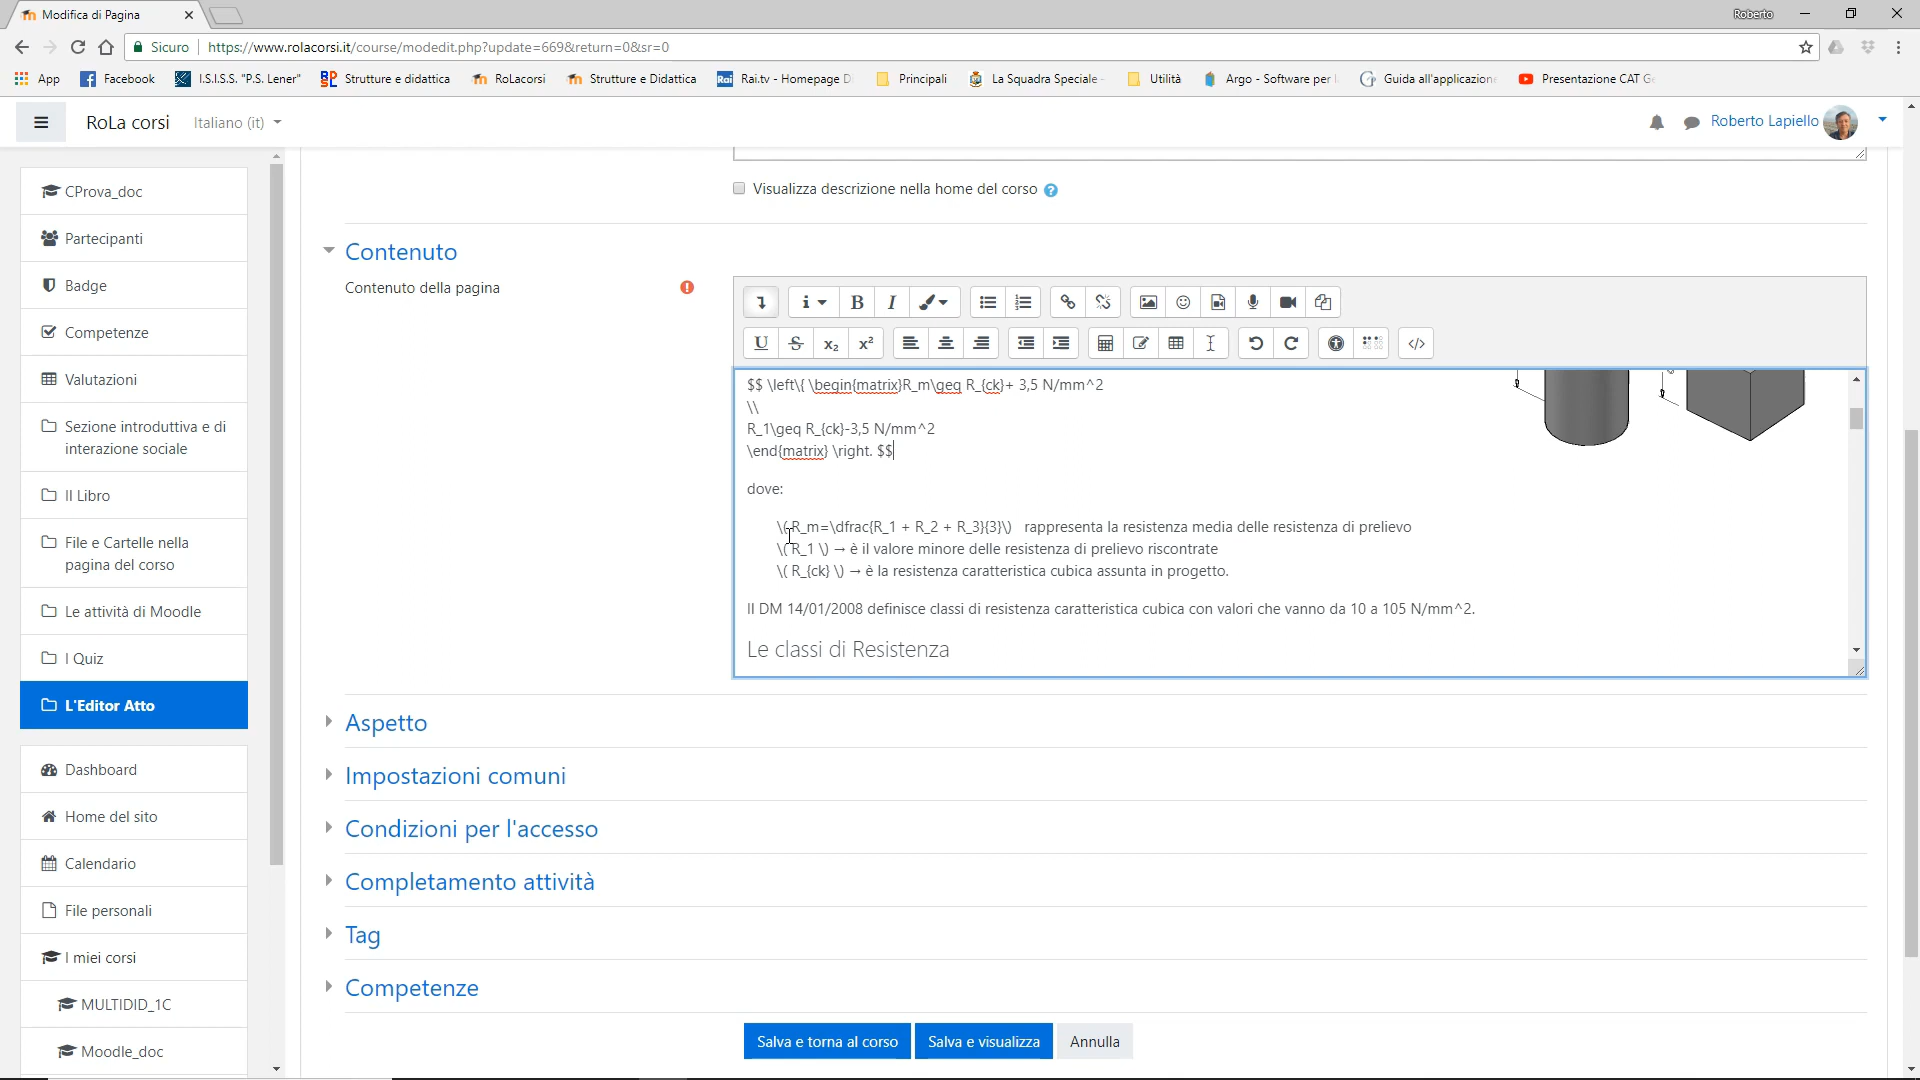 Modifica di Pagina
Roberto
Sicuro https://www.rolacorsi.it/course/modedit.php?update=669&return=0&sr=0
App Facebook I.S.I.S.S. "P.S. Lener" Strutture e didattica RoLacorsi Strutture e Didattica Rai.tv - Homepage D Principali La Squadra Speciale Utilità Argo - Software per Guida all'applicazion Presentazione CAT Ge
RoLa corsi Italiano (it) Roberto Lapiello
CProva_doc
Partecipanti
Badge
Competenze
Valutazioni
Sezione introduttiva e di
interazione sociale
Il Libro
File e Cartelle nella
pagina del corso
Le attività di Moodle
I Quiz
L'Editor Atto
Dashboard
Home del sito
Calendario
File personali
I miei corsi
MULTIDID_1C
Moodle_doc
Visualizza descrizione nella home del corso
Contenuto
Contenuto della pagina
$$ \left\{ \begin{matrix}R_m\geq R_{ck}+ 3,5 N/mm^2
\\
R_1\geq R_{ck}-3,5 N/mm^2
\end{matrix} \right. $$
dove:
\( R_m=\dfrac{R_1 + R_2 + R_3}{3}\) rappresenta la resistenza media delle resistenza di prelievo
\( R_1 \) → è il valore minore delle resistenza di prelievo riscontrate
\( R_{ck} \) → è la resistenza caratteristica cubica assunta in progetto.
Il DM 14/01/2008 definisce classi di resistenza caratteristica cubica con valori che vanno da 10 a 105 N/mm^2.
Le classi di Resistenza
Aspetto
Impostazioni comuni
Condizioni per l'accesso
Completamento attività
Tag
Competenze
Salva e torna al corso Salva e visualizza Annulla